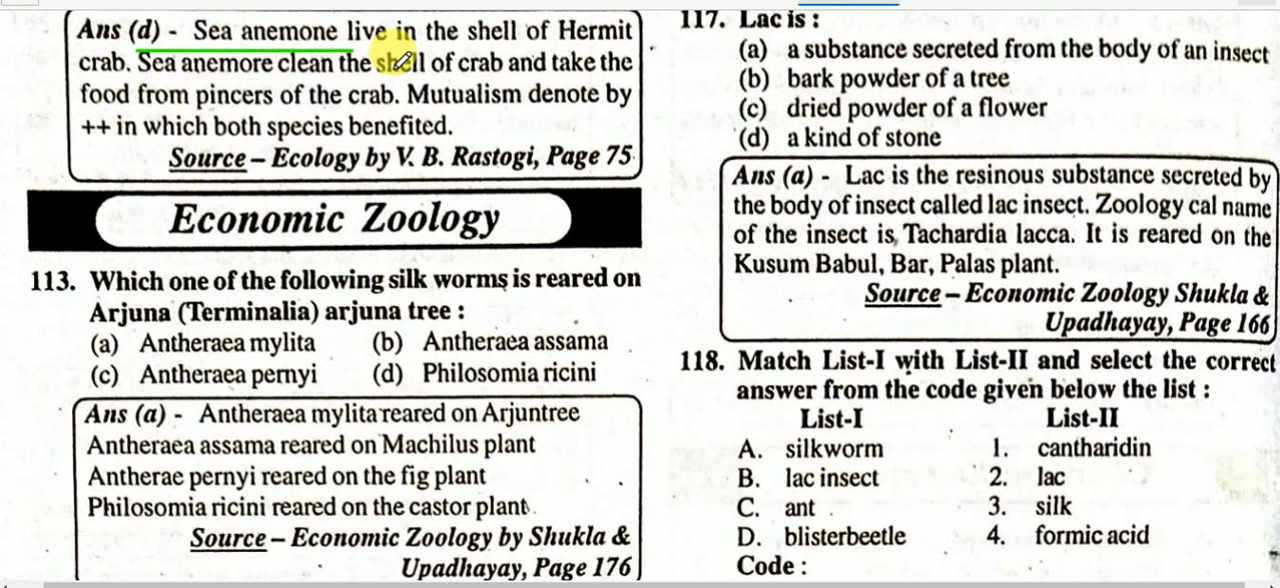 Ans (d) - Sea anemone live in the shell of Hermit
crab. Sea anemore clean the shell of crab and take the
food from pincers of the crab. Mutualism denote by
++ in which both species benefited.
Source – Ecology by V. B. Rastogi, Page 75
Economic Zoology
113. Which one of the following silk worms is reared on
Arjuna (Terminalia) arjuna tree :
(a) Antheraea mylita (b) Antheraea assama
(c) Antheraea pernyi (d) Philosomia ricini
Ans (a) - Antheraea mylita reared on Arjuntree
Antheraea assama reared on Machilus plant
Antherae pernyi reared on the fig plant
Philosomia ricini reared on the castor plant.
Source – Economic Zoology by Shukla &
Upadhayay, Page 176
117. Lac is :
(a) a substance secreted from the body of an insect
(b) bark powder of a tree
(c) dried powder of a flower
(d) a kind of stone
Ans (a) - Lac is the resinous substance secreted by
the body of insect called lac insect. Zoology cal name
of the insect is, Tachardia lacca. It is reared on the
Kusum Babul, Bar, Palas plant.
Source – Economic Zoology Shukla &
Upadhayay, Page 166
118. Match List-I with List-II and select the correct
answer from the code given below the list :
List-I List-II
A. silkworm 1. cantharidin
B. lac insect 2. lac
C. ant 3. silk
D. blisterbeetle 4. formic acid
Code :